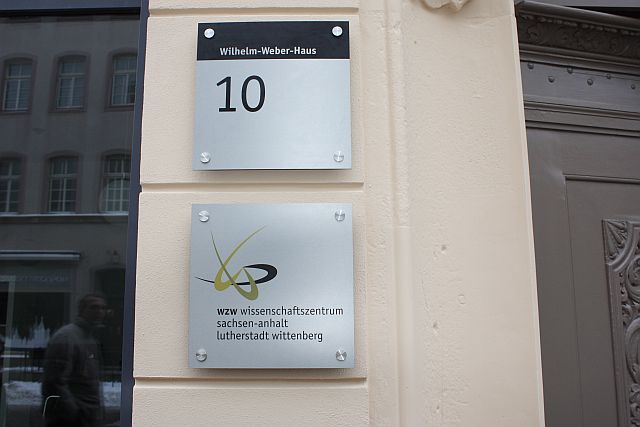 Wilhelm-Weber-Haus
10
wzw wissenschaftszentrum
sachsen-anhalt
lutherstadt wittenberg